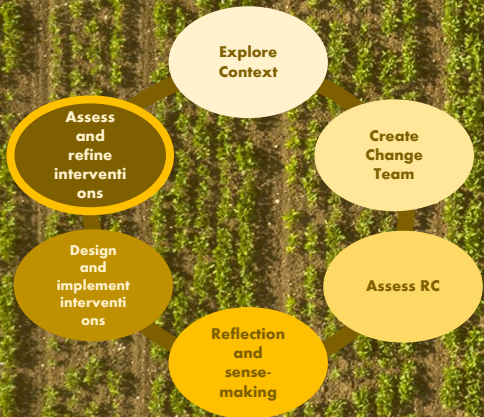 Explore
Context
Create
Change
Team
Assess RC
Reflection
and
sense-
making
Design
and
implement
interventi
ons
Assess
and
refine
interventi
ons